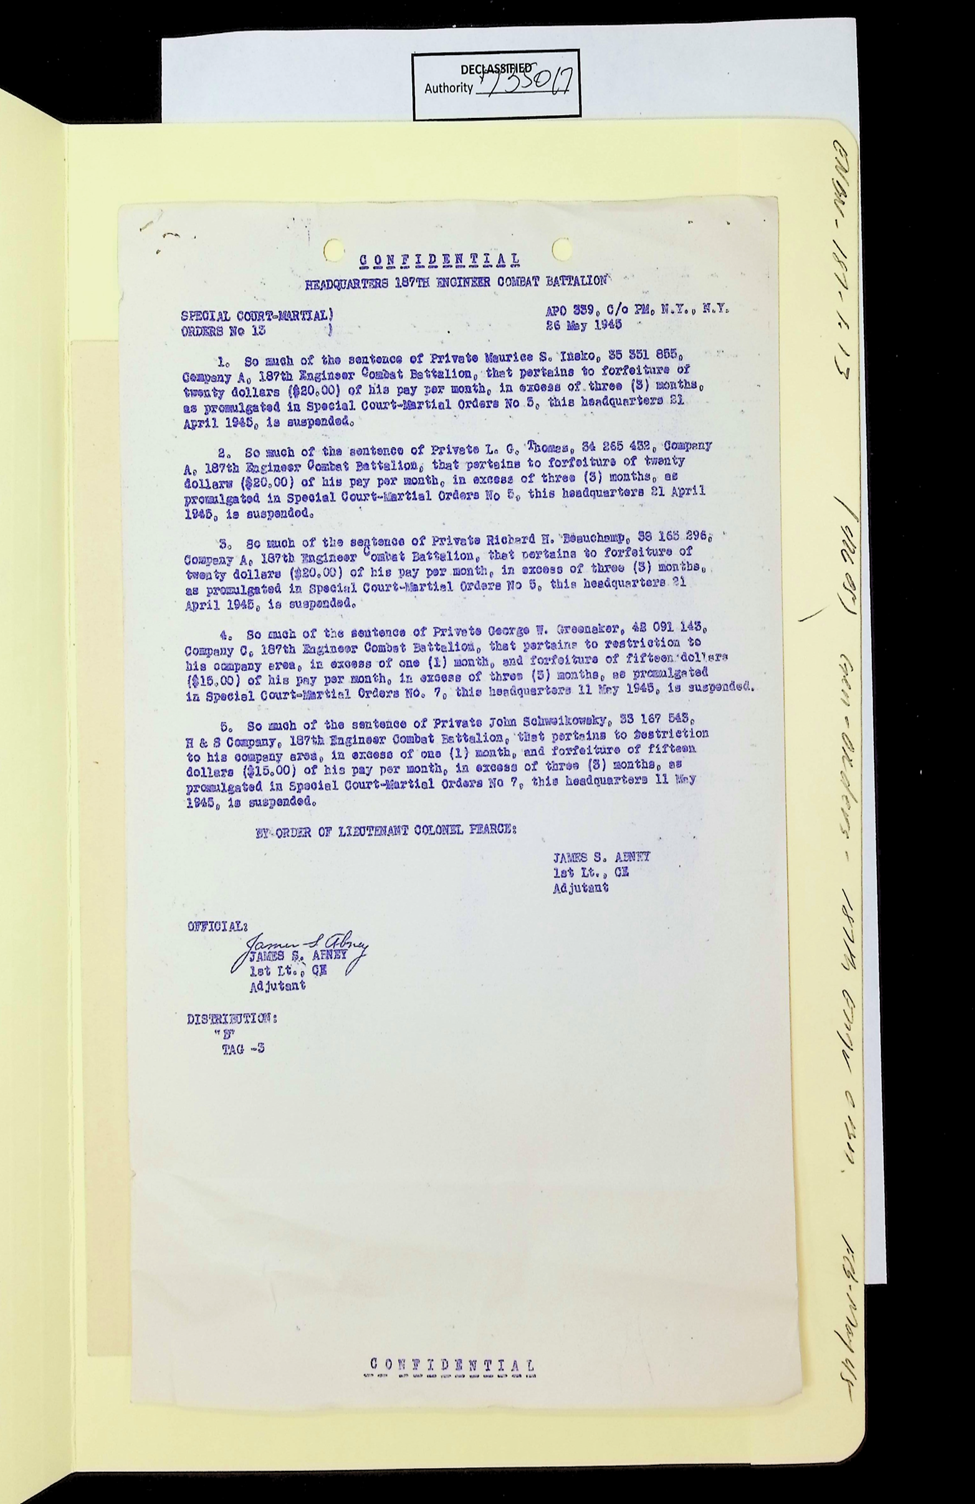 DECLASSIFIED
Authority 735017
CONFIDENTIAL
HEADQUARTERS 187TH ENGINEER COMBAT BATTALION
SPECIAL COURT-MARTIAL)
ORDERS No 13 )
APO 339, C/o PM, N.Y., N.Y.
26 May 1945
1. So much of the sentence of Private Maurice S. Insko, 35 351 855,
Company A, 187th Engineer Combat Battalion, that pertains to forfeiture of
twenty dollars ($20.00) of his pay per month, in excess of three (3) months,
as promulgated in Special Court-Martial Orders No 5, this headquarters 21
April 1945, is suspended.
2. So much of the sentence of Private L. G. Thomas, 34 265 432, Company
A, 187th Engineer Combat Battalion, that pertains to forfeiture of twenty
dollars ($20.00) of his pay per month, in excess of three (3) months, as
promulgated in Special Court-Martial Orders No 5, this headquarters 21 April
1945, is suspended.
3. So much of the sentence of Private Richard H. Beauchamp, 38 165 296,
Company A, 187th Engineer Combat Battalion, that pertains to forfeiture of
twenty dollars ($20.00) of his pay per month, in excess of three (3) months,
as promulgated in Special Court-Martial Orders No 5, this headquarters 21
April 1945, is suspended.
4. So much of the sentence of Private George W. Greenaker, 42 091 143,
Company C, 187th Engineer Combat Battalion, that pertains to restriction to
his company area, in excess of one (1) month, and forfeiture of fifteen dollars
($15.00) of his pay per month, in excess of three (3) months, as promulgated
in Special Court-Martial Orders No. 7, this headquarters 11 May 1945, is suspended.
5. So much of the sentence of Private John Schweikowsky, 33 167 543,
H & S Company, 187th Engineer Combat Battalion, that pertains to restriction
to his company area, in excess of one (1) month, and forfeiture of fifteen
dollars ($15.00) of his pay per month, in excess of three (3) months, as
promulgated in Special Court-Martial Orders No 7, this headquarters 11 May
1945, is suspended.
BY ORDER OF LIEUTENANT COLONEL PEARCE:
JAMES S. ABNEY
1st Lt., CE
Adjutant
OFFICIAL:
James S Abney
JAMES S. ABNEY
1st Lt., CE
Adjutant
DISTRIBUTION:
"B"
TAG -3
CONFIDENTIAL
ENBN-187-1.13
Gen-orders- 187th Engr Cbn. Feb-May 45